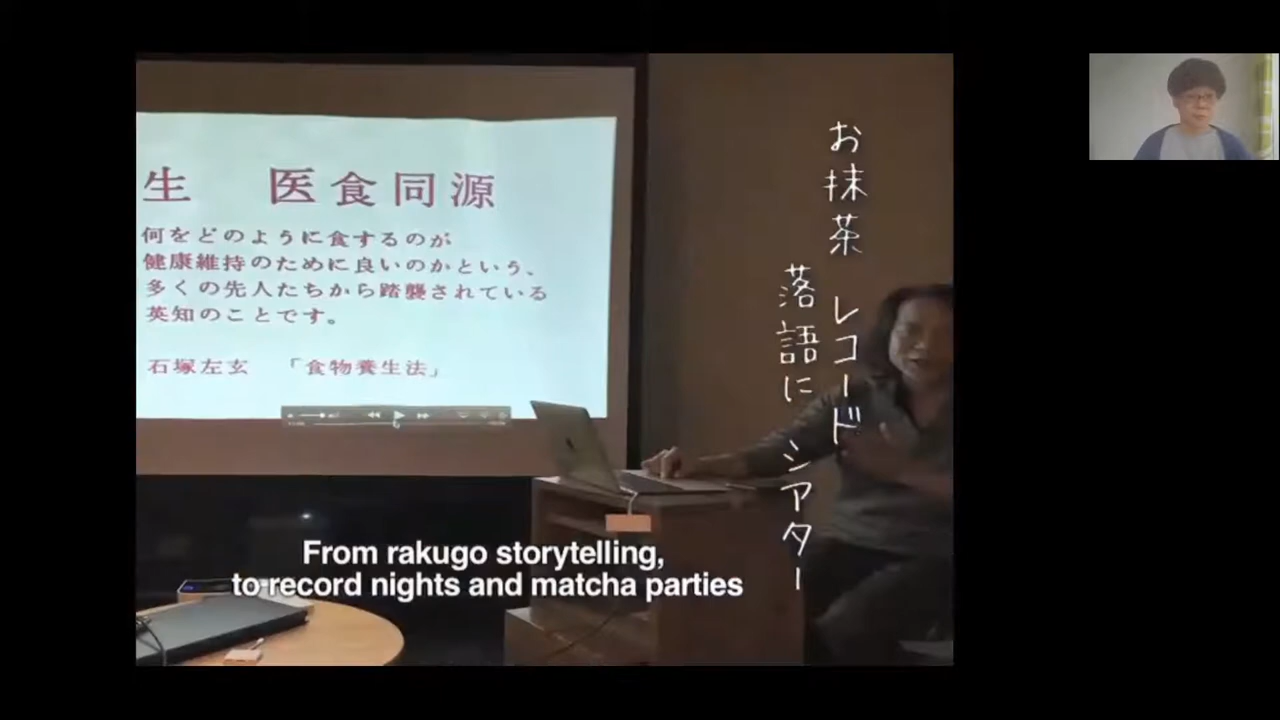 生　医食同源
何をどのように食するのが
健康維持のために良いのかという、
多くの先人たちから踏襲されている
英知のことです。
石塚左玄　「食物養生法」
お抹茶　レコード
落語に　シアター
From rakugo storytelling,
to record nights and matcha parties